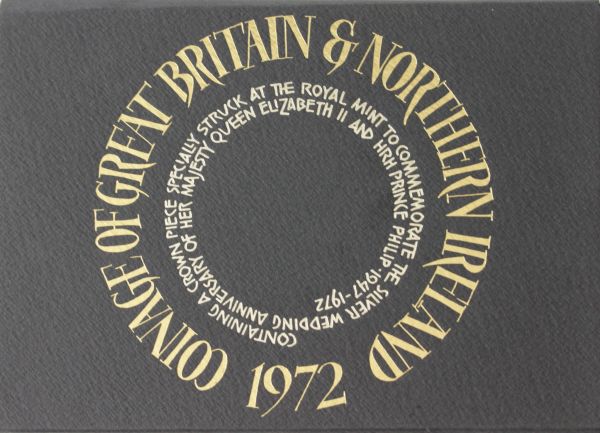 COINAGE OF GREAT BRITAIN & NORTHERN IRELAND
1972
CONTAINING A CROWN PIECE SPECIALLY STRUCK AT THE ROYAL MINT TO COMMEMORATE THE SILVER WEDDING
ANNIVERSARY OF HER MAJESTY QUEEN ELIZABETH II AND HRH PRINCE PHILIP·1947-1972